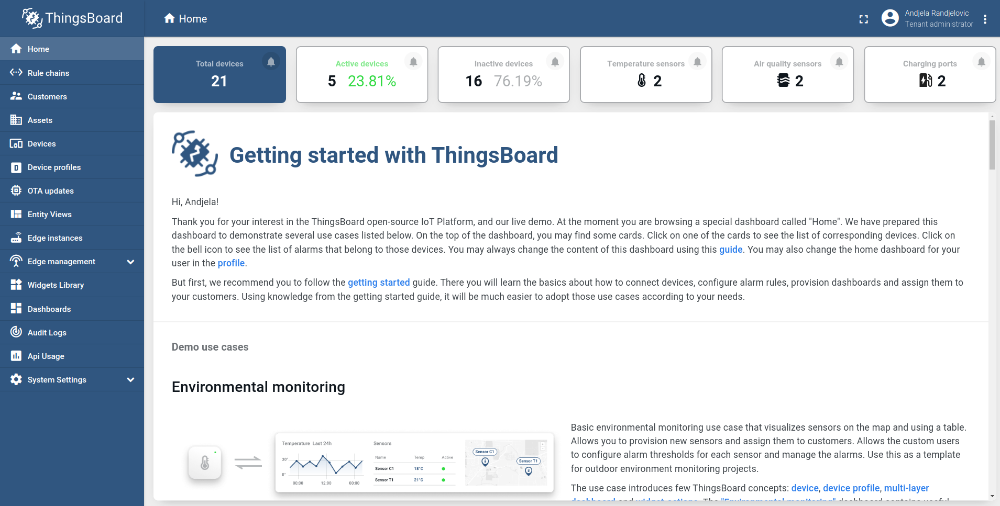 ThingsBoard
Home
Andjela Randjelovic
Tenant administrator
Home
Rule chains
Customers
Assets
Devices
Device profiles
OTA updates
Entity Views
Edge instances
Edge management
Widgets Library
Dashboards
Audit Logs
Api Usage
System Settings
Total devices
21
Active devices
5 23.81%
Inactive devices
16 76.19%
Temperature sensors
2
Air quality sensors
2
Charging ports
2
Getting started with ThingsBoard
Hi, Andjela!
Thank you for your interest in the ThingsBoard open-source IoT Platform, and our live demo. At the moment you are browsing a special dashboard called "Home". We have prepared this
dashboard to demonstrate several use cases listed below. On the top of the dashboard, you may find some cards. Click on one of the cards to see the list of corresponding devices. Click on
the bell icon to see the list of alarms that belong to those devices. You may always change the content of this dashboard using this guide. You may also change the home dashboard for your
user in the profile.
But first, we recommend you to follow the getting started guide. There you will learn the basics about how to connect devices, configure alarm rules, provision dashboards and assign them to
your customers. Using knowledge from the getting started guide, it will be much easier to adopt those use cases according to your needs.
Demo use cases
Environmental monitoring
Temperature Last 24h
30°
0°
00:00 12:00 00:00
Sensors
Name Temp Active
Sensor C1 18°C
Sensor T1 21°C
Sensor C1
Sensor T1
Basic environmental monitoring use case that visualizes sensors on the map and using a table.
Allows you to provision new sensors and assign them to customers. Allows the custom users
to configure alarm thresholds for each sensor and manage the alarms. Use this as a template
for outdoor environment monitoring projects.
The use case introduces few ThingsBoard concepts: device, device profile, multi-layer
dashboard and widget actions. The "Environmental monitoring" dashboard contains useful